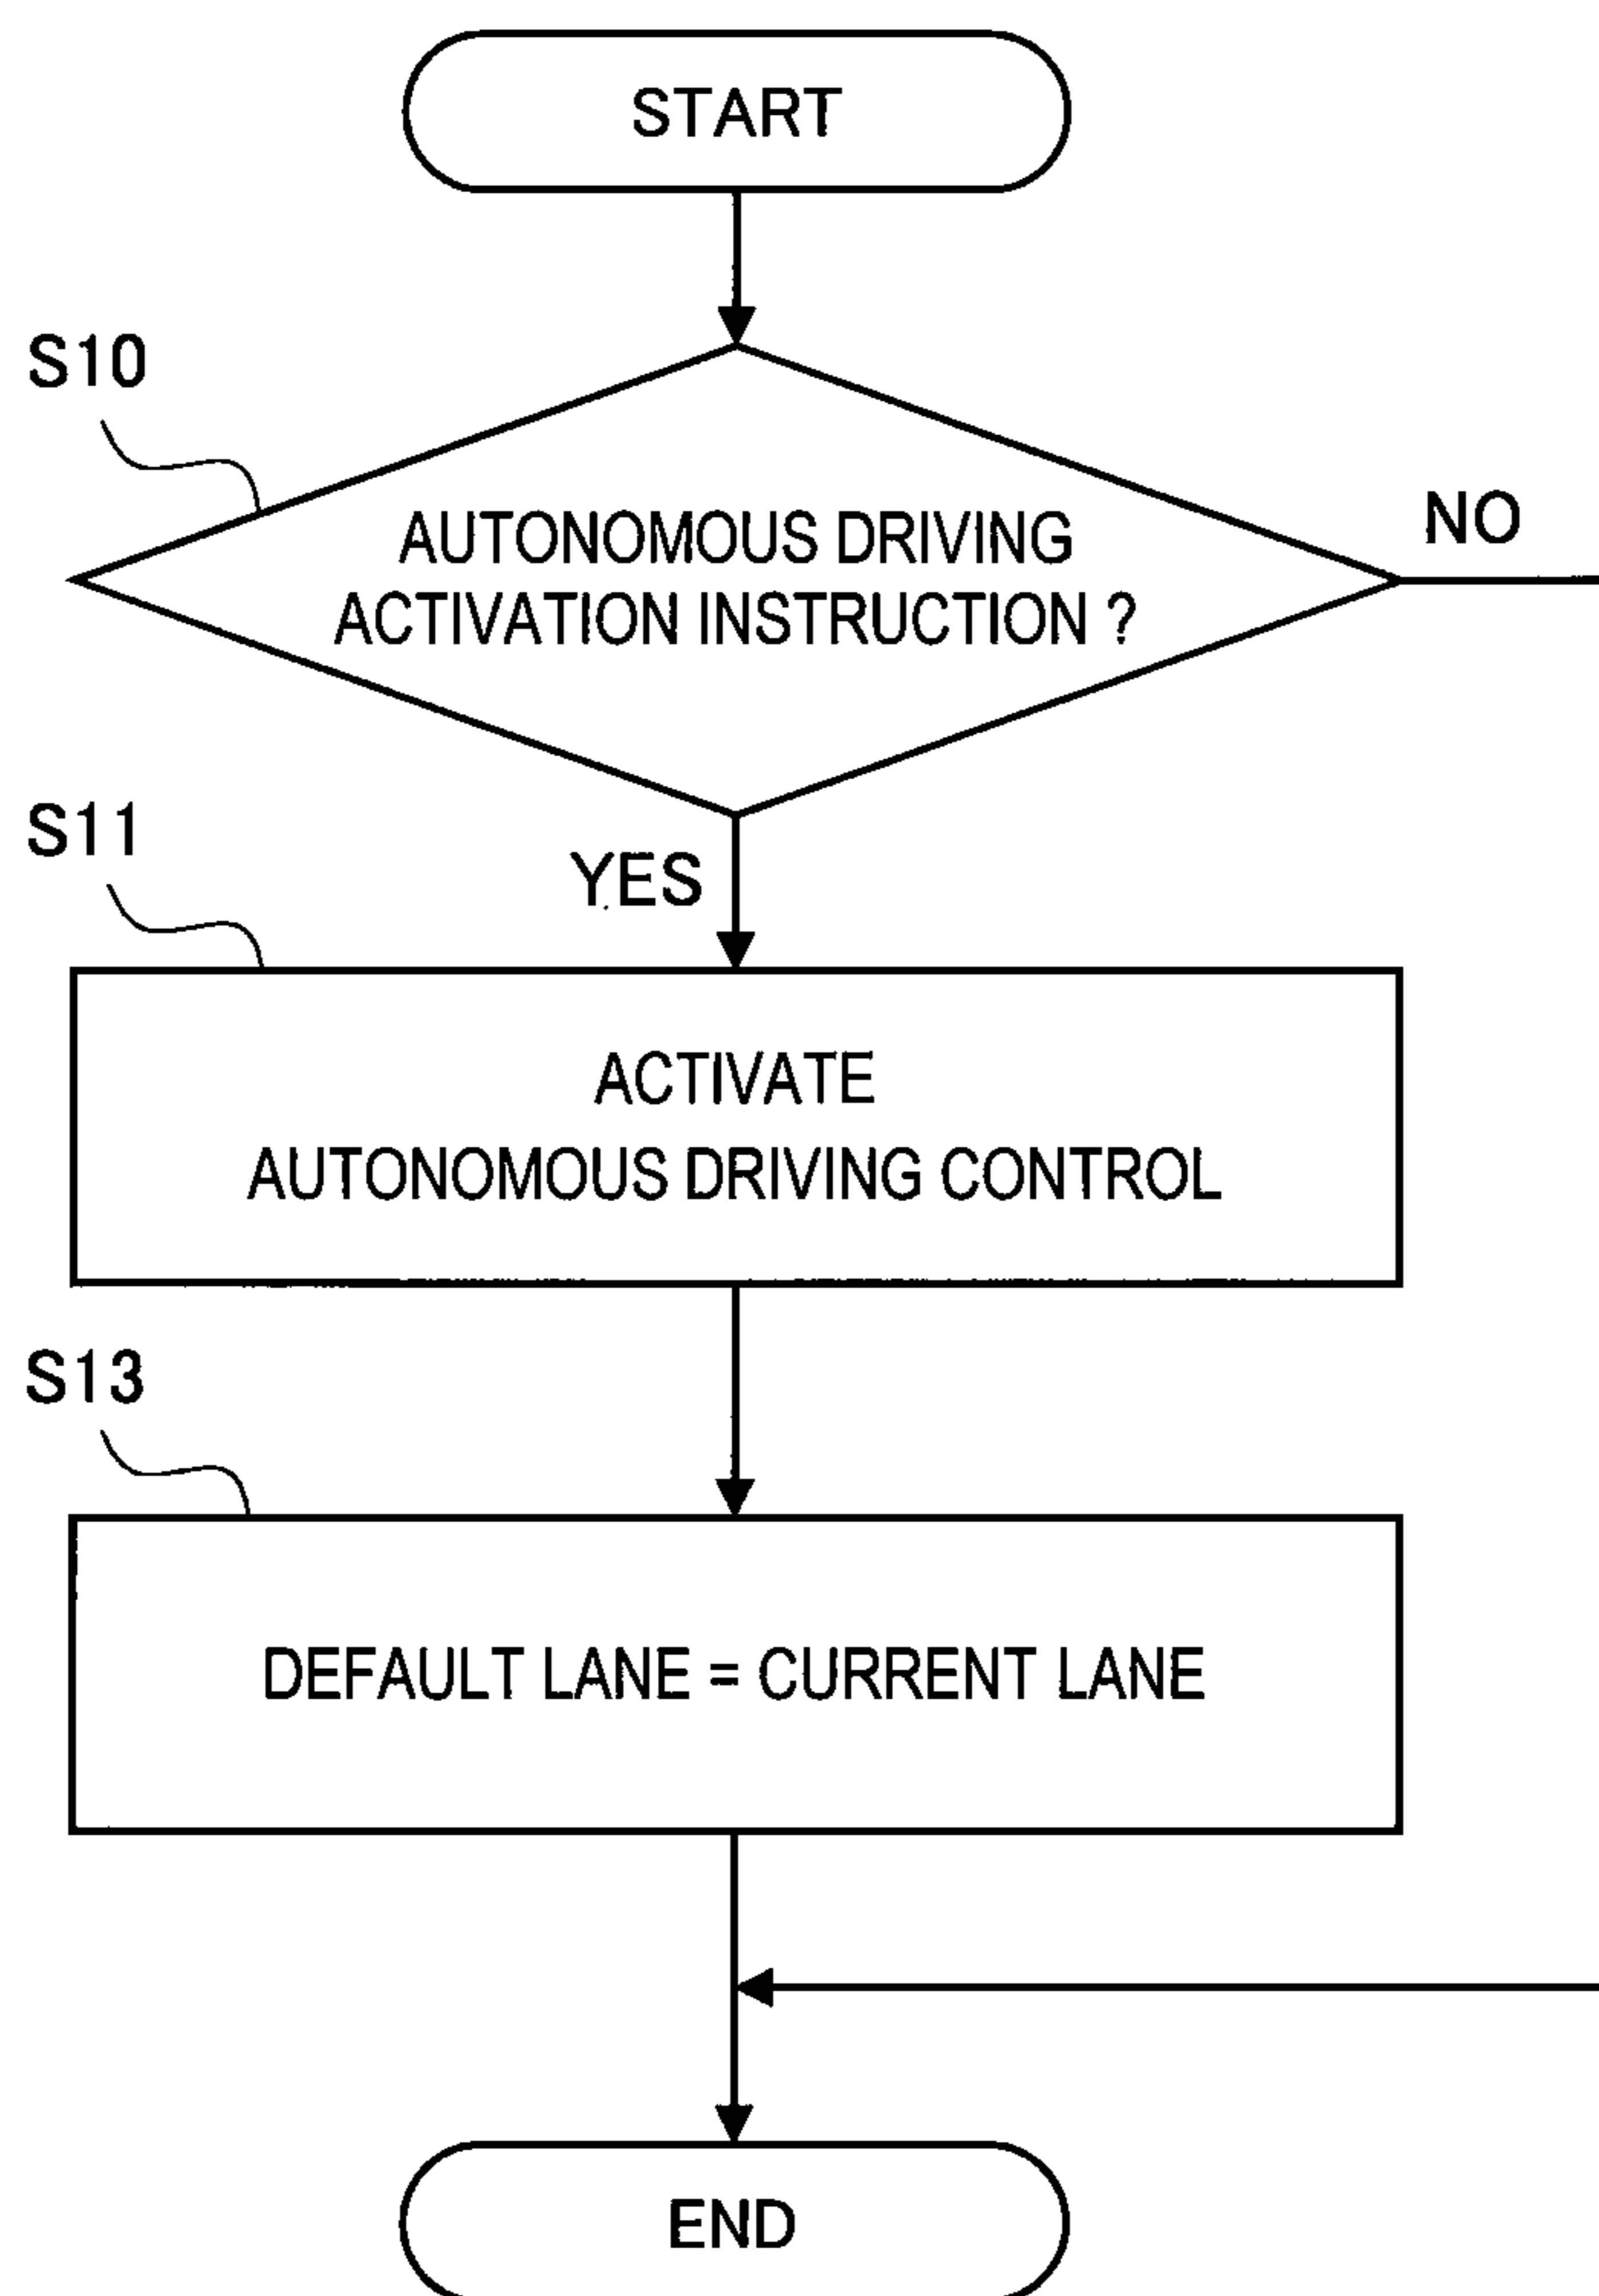 START
S10
AUTONOMOUS DRIVING
ACTIVATION INSTRUCTION ?
NO
YES
S11
ACTIVATE
AUTONOMOUS DRIVING CONTROL
S13
DEFAULT LANE = CURRENT LANE
END